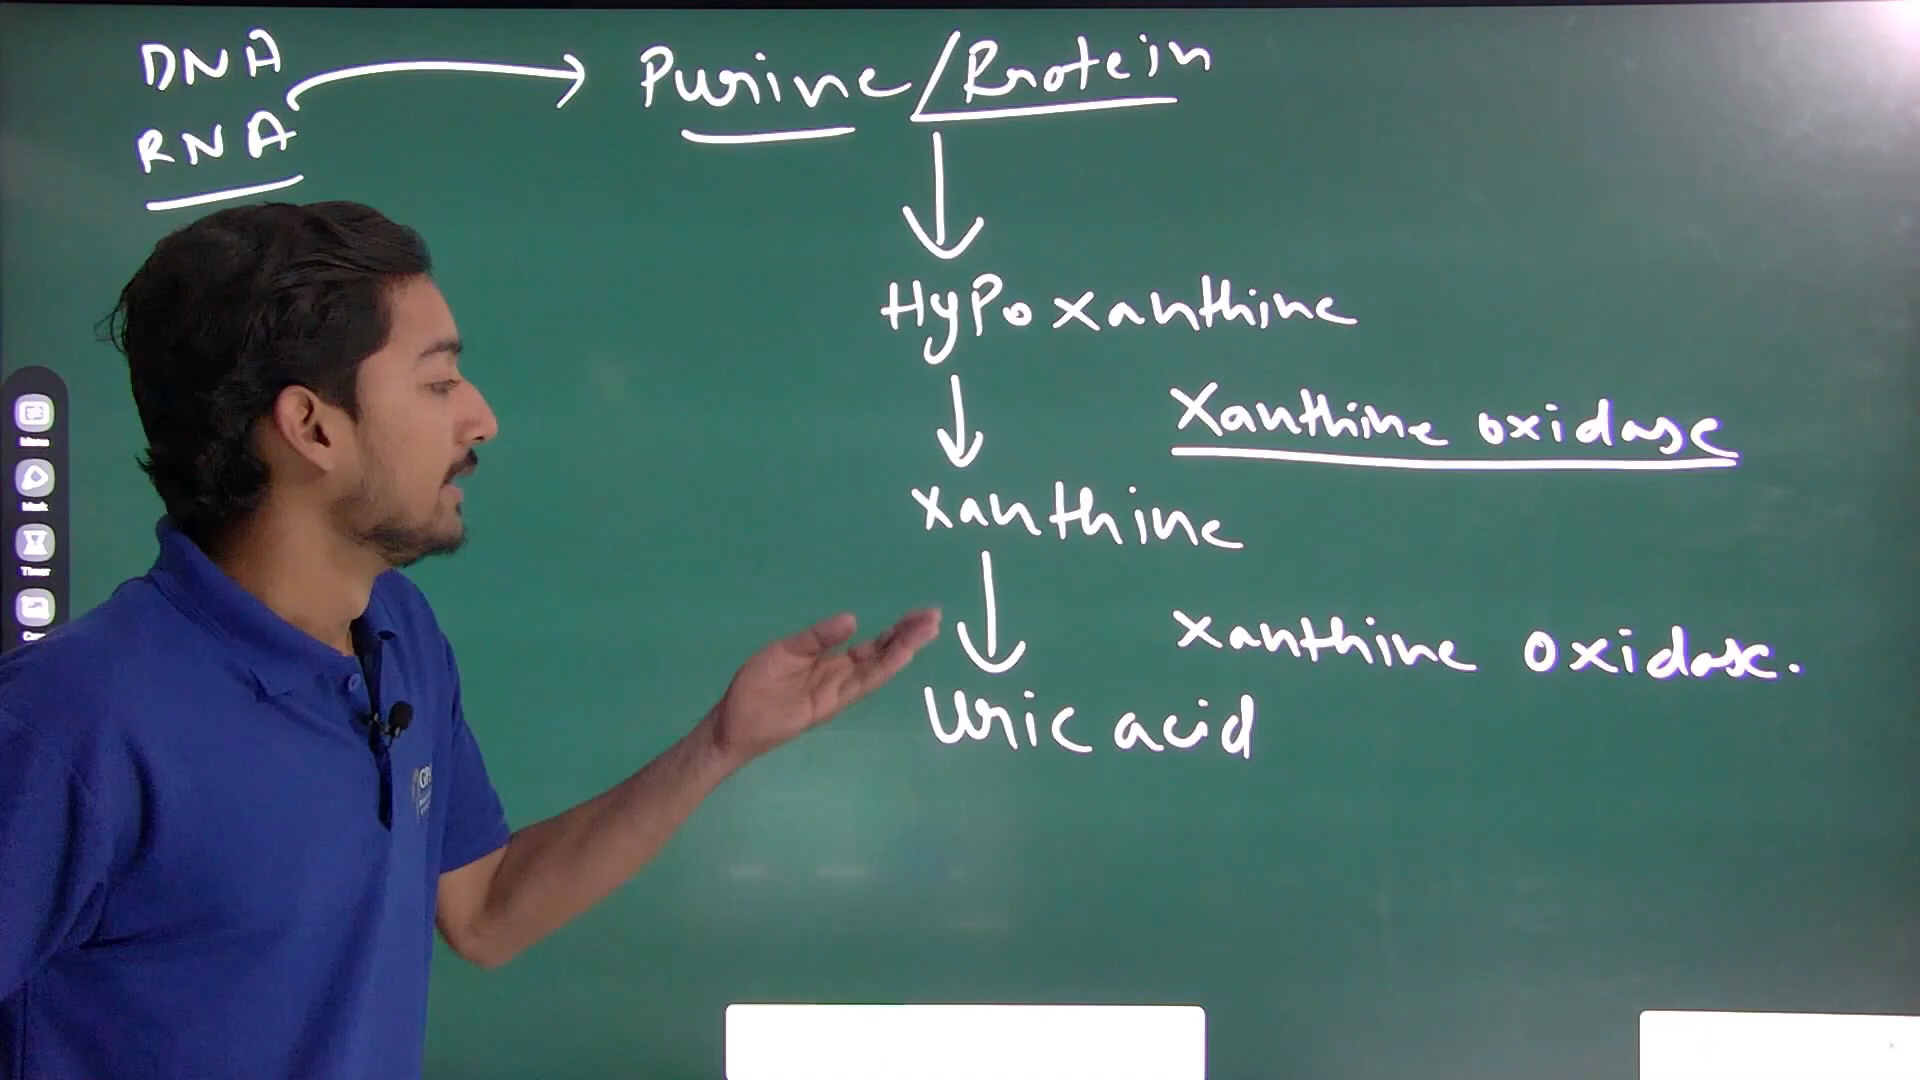 DNA
RNA
Purine / Protein
Hypoxanthine
Xanthine oxidase
Xanthine
Xanthine oxidase.
Uric acid